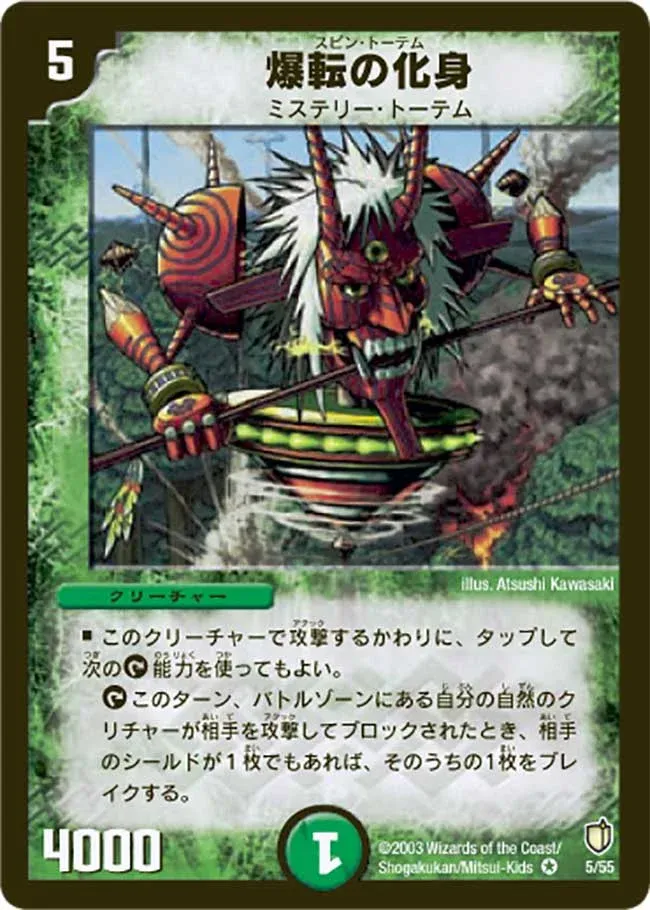 5
スピン・トーテム
爆転の化身
ミステリー・トーテム
illus. Atsushi Kawasaki
クリーチャー
■ このクリーチャーで攻撃するかわりに、タップして
次の 能力を使ってもよい。
このターン、バトルゾーンにある自分の自然のク
リチャーが相手を攻撃してブロックされたとき、相手
のシールドが1枚でもあれば、そのうちの1枚をブレ
イクする。
4000
1
©2003 Wizards of the Coast/
Shogakukan/Mitsui-Kids
5/55